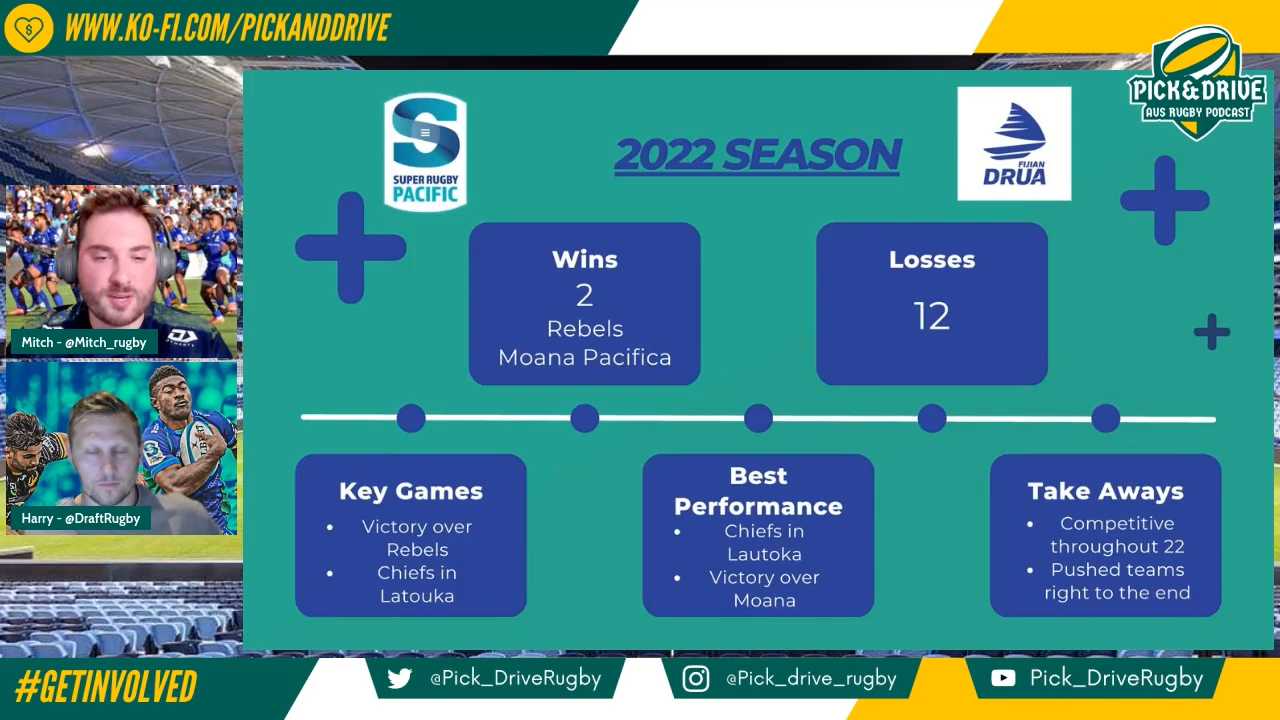 WWW.KO-FI.COM/PICKANDDRIVE
PICK&DRIVE
AUS RUGBY PODCAST
SUPER RUGBY
PACIFIC
2022 SEASON
FIJIAN
DRUA
Wins
2
Rebels
Moana Pacifica
Losses
12
Mitch - @Mitch_rugby
Harry - @DraftRugby
Key Games
• Victory over
Rebels
• Chiefs in
Latouka
Best
Performance
• Chiefs in
Lautoka
• Victory over
Moana
Take Aways
• Competitive
throughout 22
• Pushed teams
right to the end
#GETINVOLVED
@Pick_DriveRugby
@Pick_drive_rugby
Pick_DriveRugby